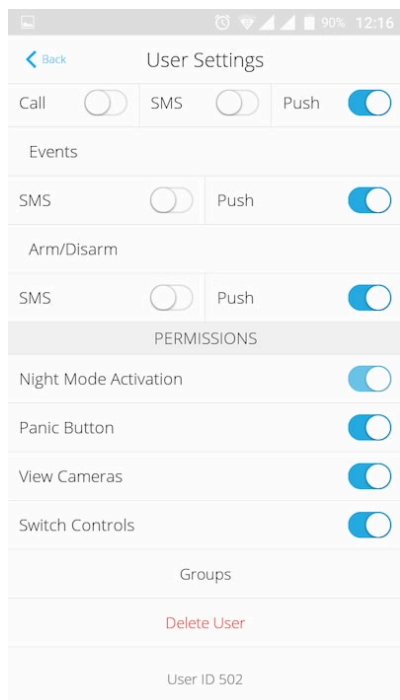 90% 12:16
Back User Settings
Call SMS Push
Events
SMS Push
Arm/Disarm
SMS Push
PERMISSIONS
Night Mode Activation
Panic Button
View Cameras
Switch Controls
Groups
Delete User
User ID 502